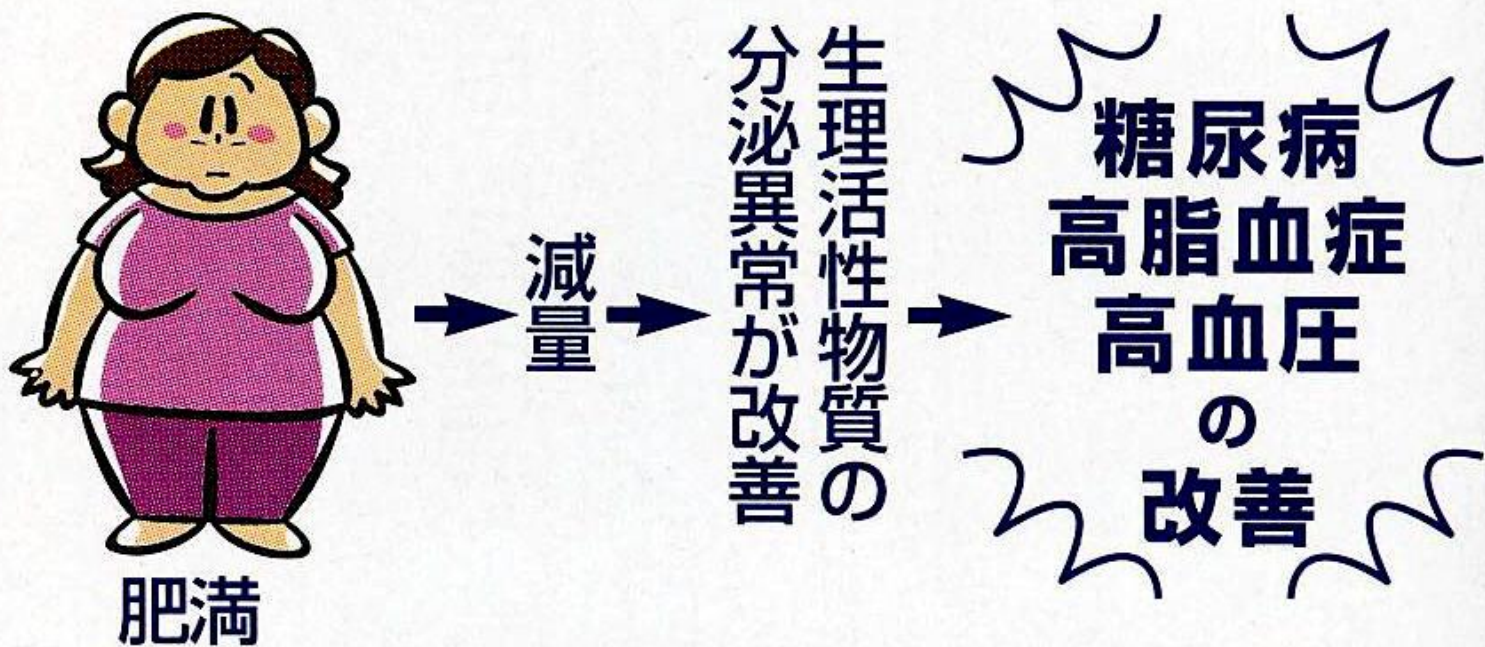 肥満
減量
生理活性物質の
分泌異常が改善
糖尿病
高脂血症
高血圧
の
改善